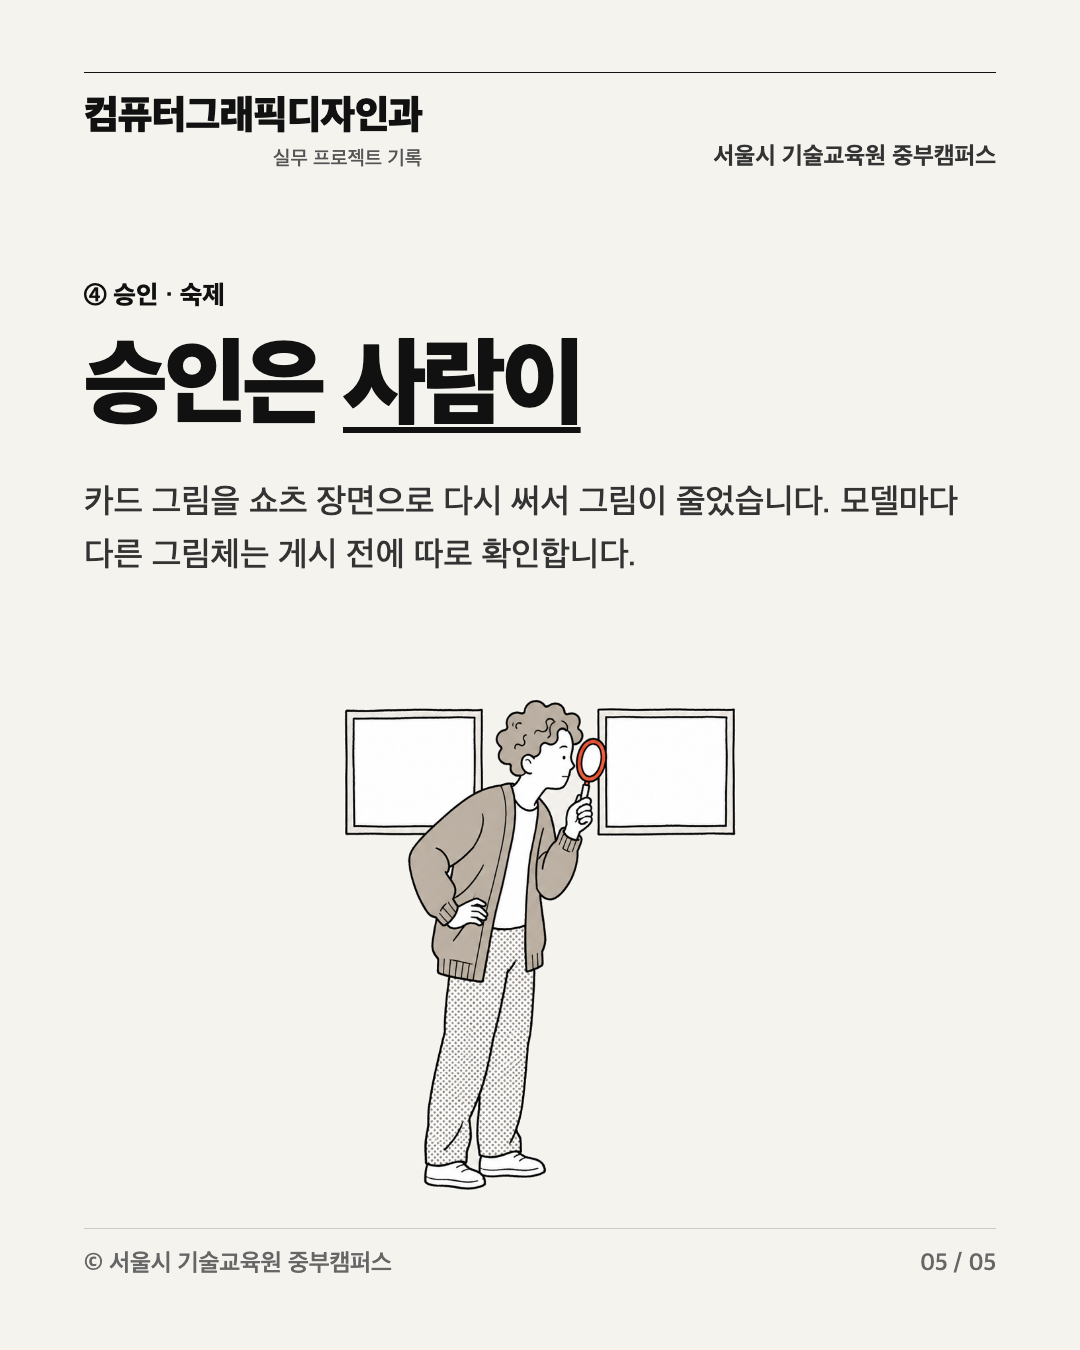 컴퓨터그래픽디자인과
실무 프로젝트 기록
서울시 기술교육원 중부캠퍼스
④ 승인 · 숙제
승인은 사람이
카드 그림을 쇼츠 장면으로 다시 써서 그림이 줄었습니다. 모델마다
다른 그림체는 게시 전에 따로 확인합니다.
© 서울시 기술교육원 중부캠퍼스
05 / 05